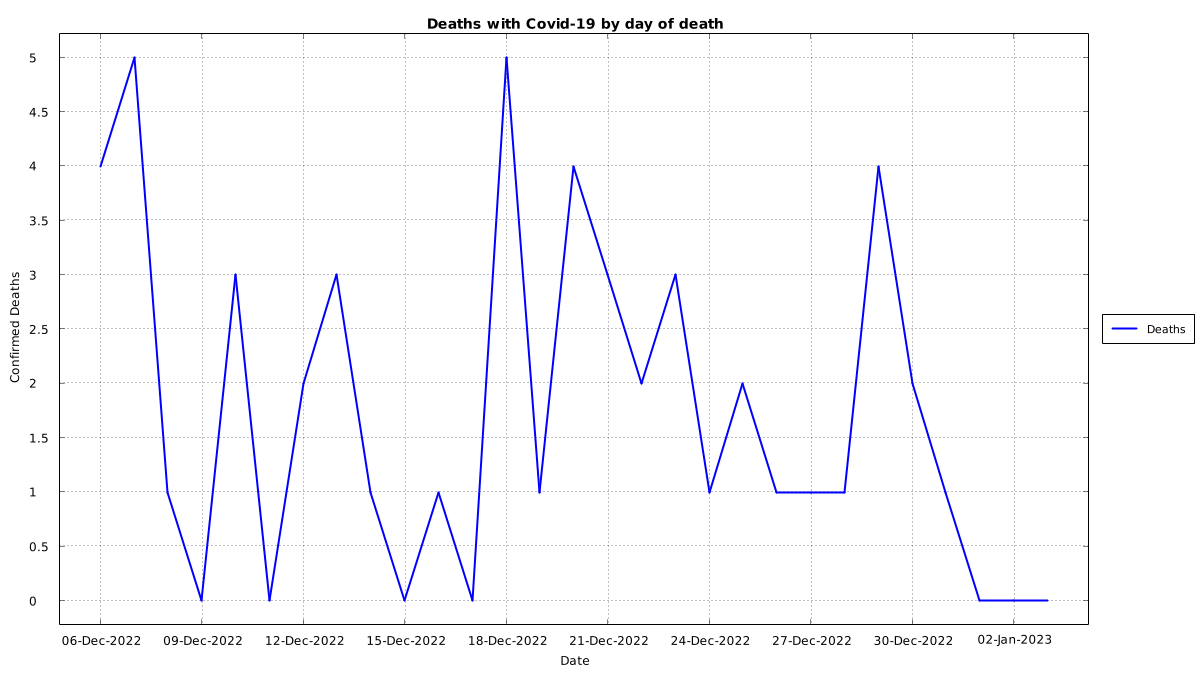 Deaths with Covid-19 by day of death
5
4.5
4
3.5
3
2.5
2
1.5
1
0.5
0
Confirmed Deaths
Deaths
06-Dec-2022 09-Dec-2022 12-Dec-2022 15-Dec-2022 18-Dec-2022 21-Dec-2022 24-Dec-2022 27-Dec-2022 30-Dec-2022 02-Jan-2023
Date